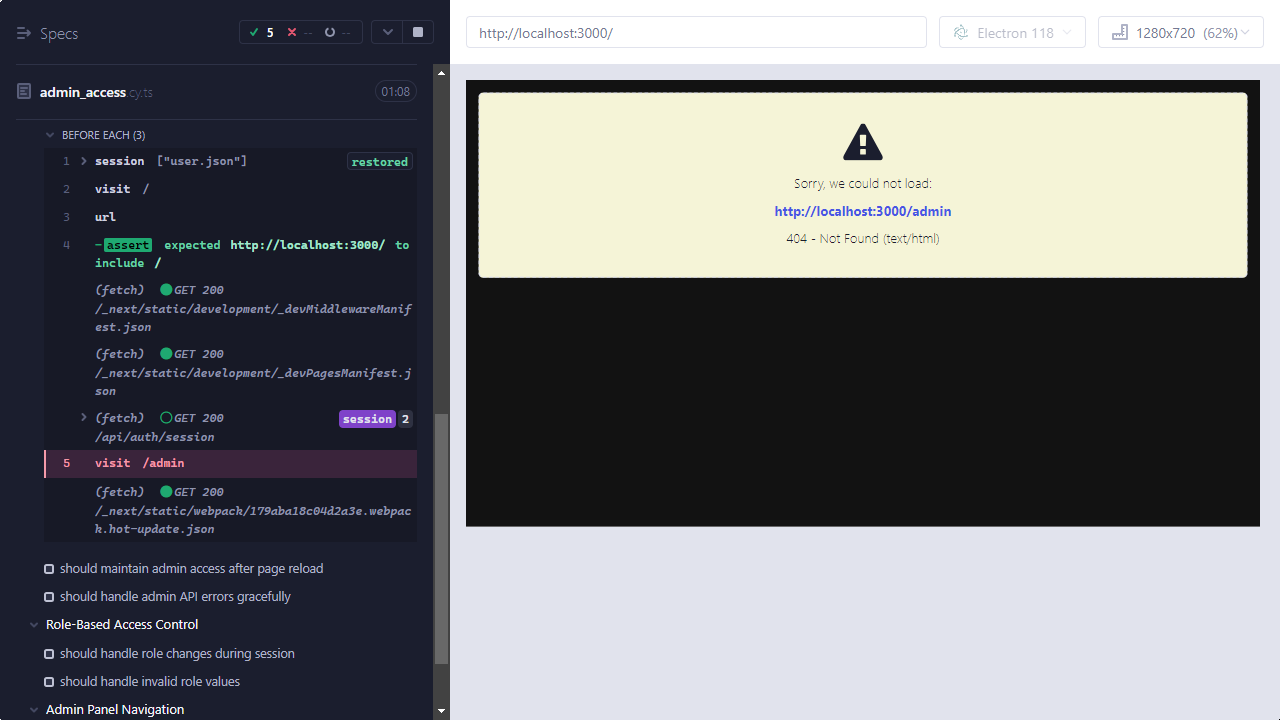 Specs
5 -- --
http://localhost:3000/
Electron 118
1280x720 (62%)
admin_access.cy.ts
01:08
BEFORE EACH (3)
1 session ["user.json"] restored
2 visit /
3 url
4 -assert expected http://localhost:3000/ to
include /
(fetch) GET 200
/_next/static/development/_devMiddlewareManif
est.json
(fetch) GET 200
/_next/static/development/_devPagesManifest.j
son
(fetch) GET 200 session 2
/api/auth/session
5 visit /admin
(fetch) GET 200
/_next/static/webpack/179aba18c04d2a3e.webpac
k.hot-update.json
should maintain admin access after page reload
should handle admin API errors gracefully
Role-Based Access Control
should handle role changes during session
should handle invalid role values
Admin Panel Navigation
Sorry, we could not load:
http://localhost:3000/admin
404 - Not Found (text/html)